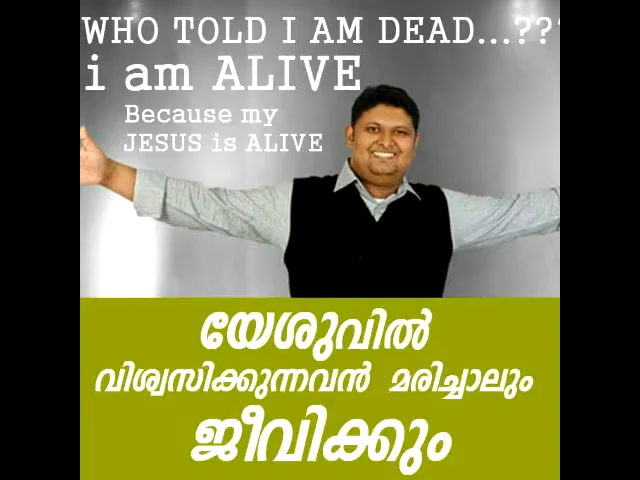 WHO TOLD I AM DEAD...???
i am ALIVE
Because my
JESUS is ALIVE
യേശുവിൽ
വിശ്വസിക്കുന്നവൻ മരിച്ചാലും
ജീവിക്കും